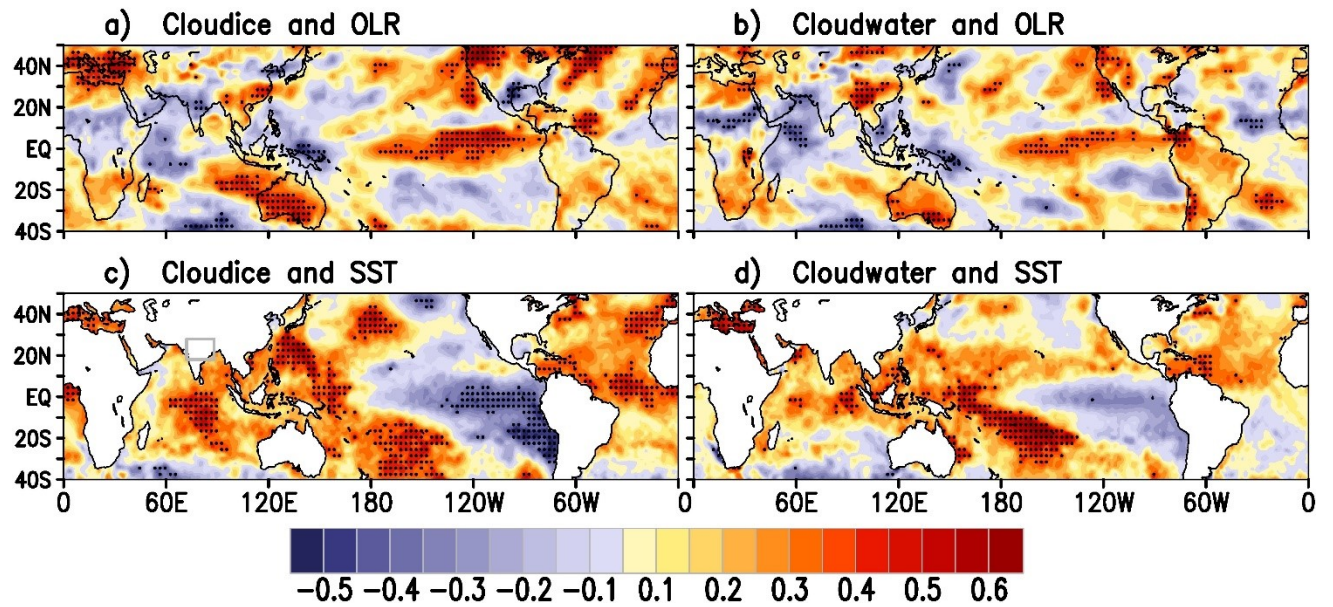 a) Cloudice and OLR
b) Cloudwater and OLR
40N
20N
EQ
20S
40S
c) Cloudice and SST
d) Cloudwater and SST
40N
20N
EQ
20S
40S
0 60E 120E 180 120W 60W 0 60E 120E 180 120W 60W 0
−0.5 −0.4 −0.3 −0.2 −0.1 0.1 0.2 0.3 0.4 0.5 0.6